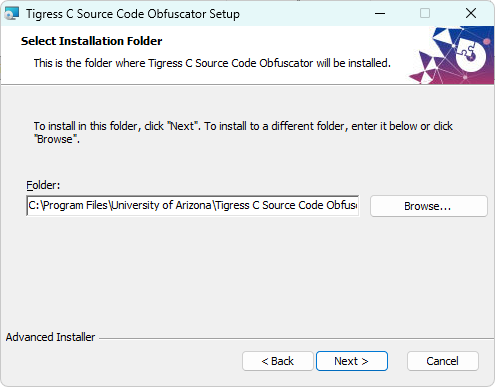 Tigress C Source Code Obfuscator Setup
Select Installation Folder
This is the folder where Tigress C Source Code Obfuscator will be installed.
To install in this folder, click "Next". To install to a different folder, enter it below or click
"Browse".
Folder:
C:\Program Files\University of Arizona\Tigress C Source Code Obfusc
Browse...
Advanced Installer
< Back
Next >
Cancel